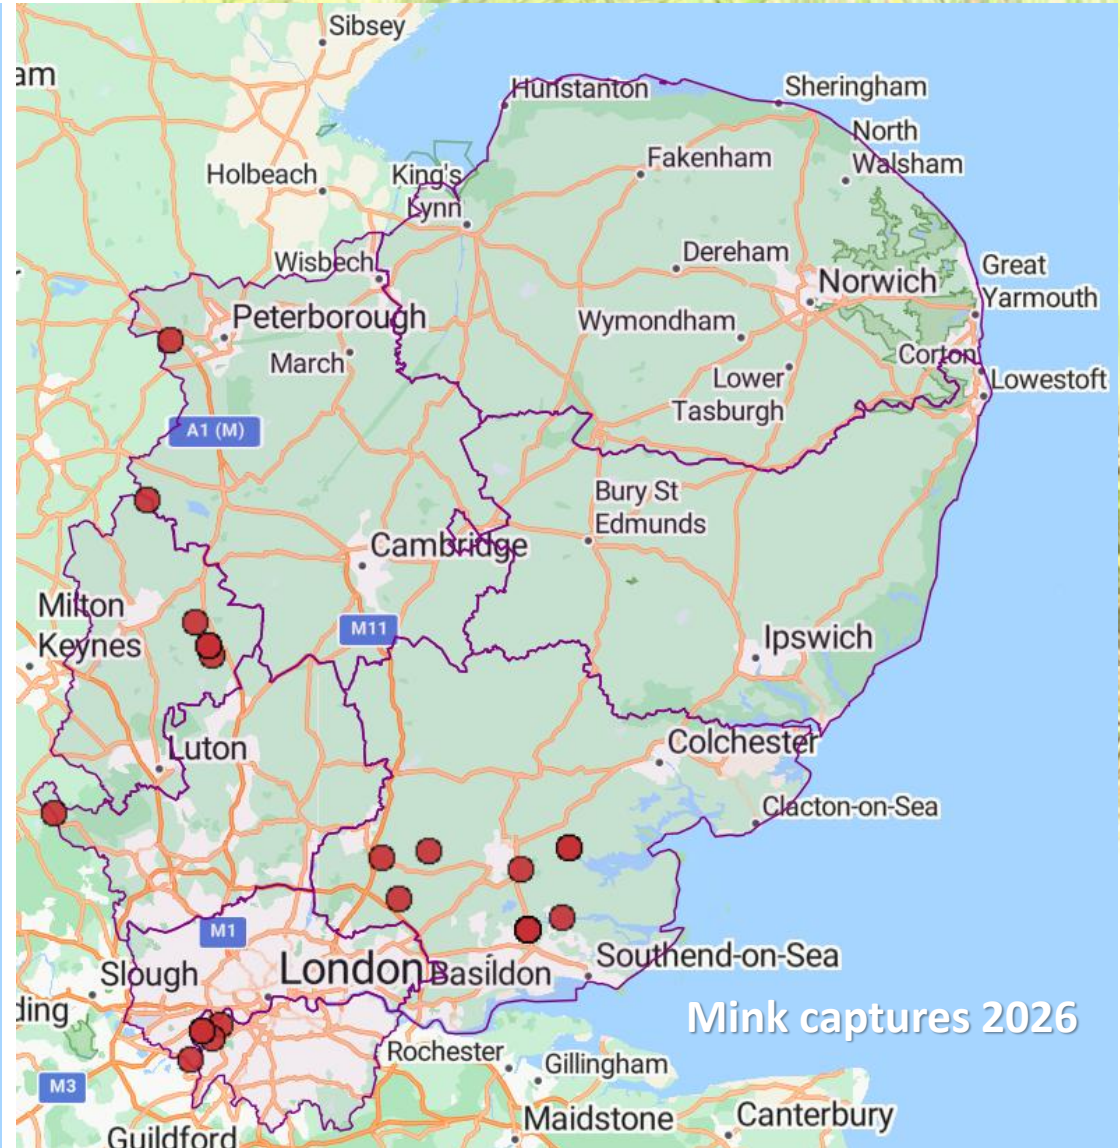 Sibsey
am
Hunstanton
Sheringham
North
Walsham
Fakenham
Holbeach
King's
Lynn
Dereham
Wisbech
Norwich
Great
Yarmouth
Peterborough
Wymondham
March
Corton
Lower
Tasburgh
Lowestoft
A1 (M)
Bury St
Edmunds
Cambridge
Milton
Keynes
M11
Ipswich
Luton
Colchester
Clacton-on-Sea
M1
Slough
London
Basildon
Southend-on-Sea
ding
Mink captures 2026
Rochester
Gillingham
M3
Maidstone
Canterbury
Guildford